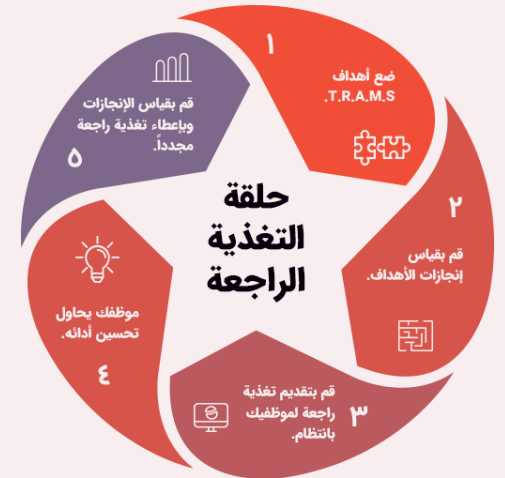 حلقة
التغذية
الراجعة
١
ضع أهداف
T.R.A.M.S.
٢
قم بقياس
إنجازات الأهداف.
٣
قم بتقديم تغذية
راجعة لموظفيك
بانتظام.
٤
موظفك يحاول
تحسين أدائه.
٥
قم بقياس الإنجازات
وبإعطاء تغذية راجعة
مجدداً.